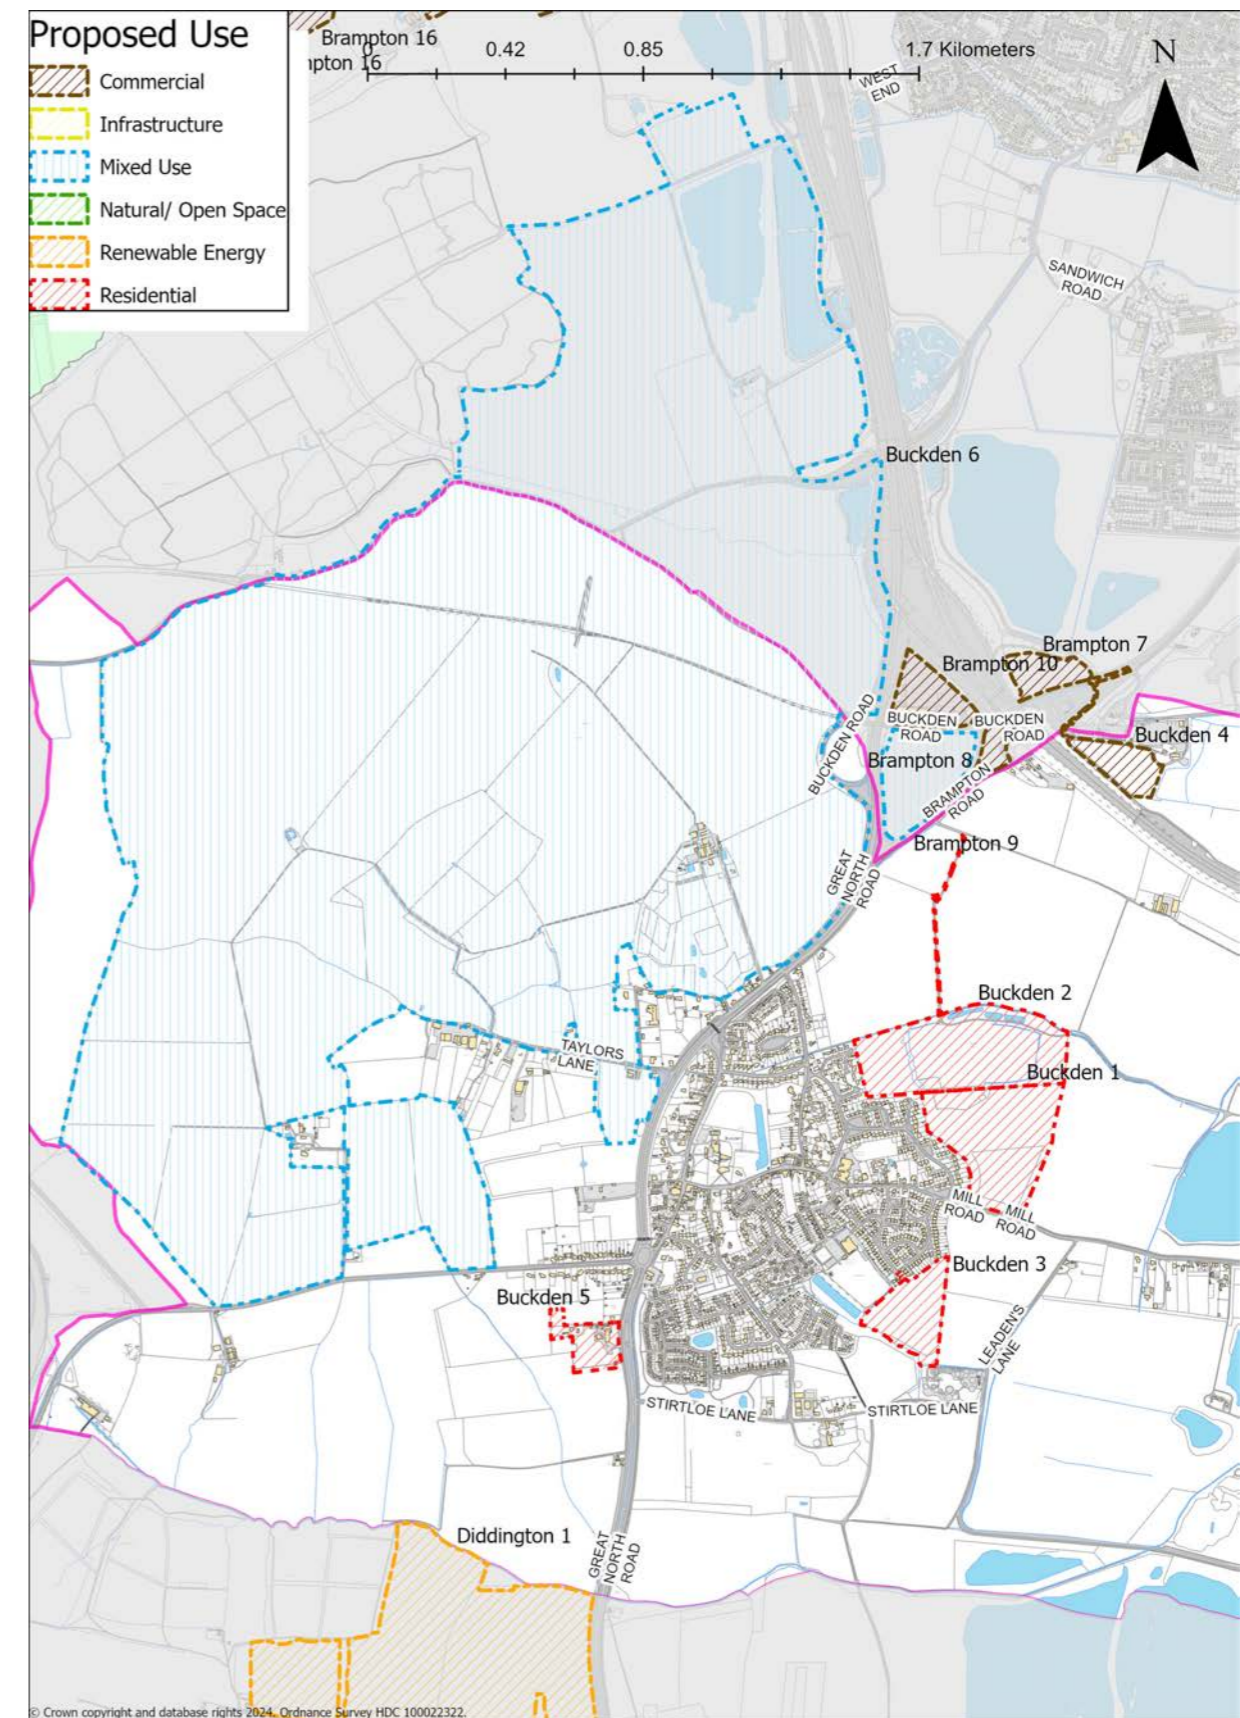 Proposed Use
Commercial
Infrastructure
Mixed Use
Natural/ Open Space
Renewable Energy
Residential
Brampton 16
mpton 16
0
0.42
0.85
1.7 Kilometers
N
WEST
END
SANDWICH
ROAD
Buckden 6
Brampton 7
Brampton 10
BUCKDEN ROAD
BUCKDEN
ROAD
BUCKDEN
ROAD
Buckden 4
Brampton 8
BRAMPTON
ROAD
Brampton 9
GREAT
NORTH
ROAD
Buckden 2
TAYLORS
LANE
Buckden 1
MILL
ROAD
MILL
ROAD
Buckden 3
Buckden 5
LEADEN'S
LANE
STIRTLOE LANE
STIRTLOE LANE
Diddington 1
GREAT
NORTH
ROAD
© Crown copyright and database rights 2024. Ordnance Survey HDC 100022322.